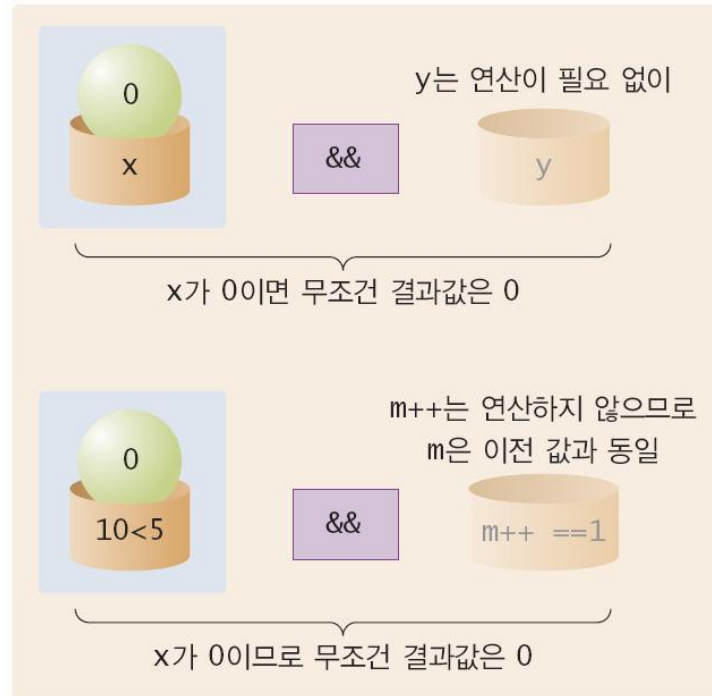 y는 연산이 필요 없이
0
x
&&
y
x가 0이면 무조건 결과값은 0
m++는 연산하지 않으므로
m은 이전 값과 동일
0
10<5
&&
m++ ==1
x가 0이므로 무조건 결과값은 0